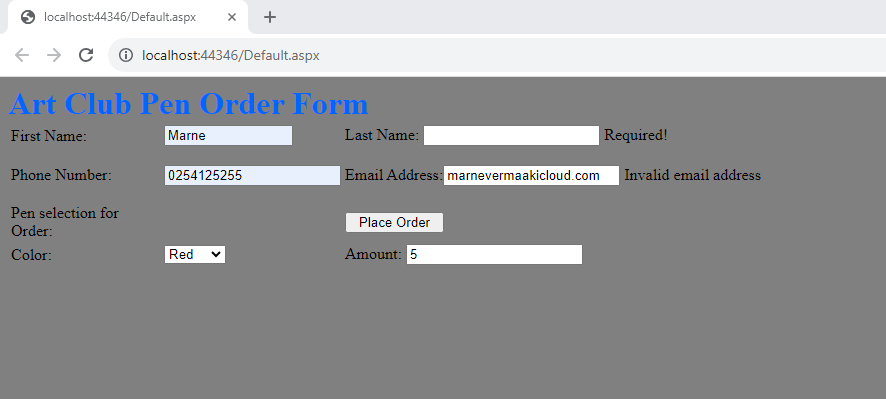 localhost:44346/Default.aspx
localhost:44346/Default.aspx
Art Club Pen Order Form
First Name: Marne Last Name: Required!
Phone Number: 0254125255 Email Address: marnevermaakicloud.com Invalid email address
Pen selection for
Order: Place Order
Color: Red Amount: 5